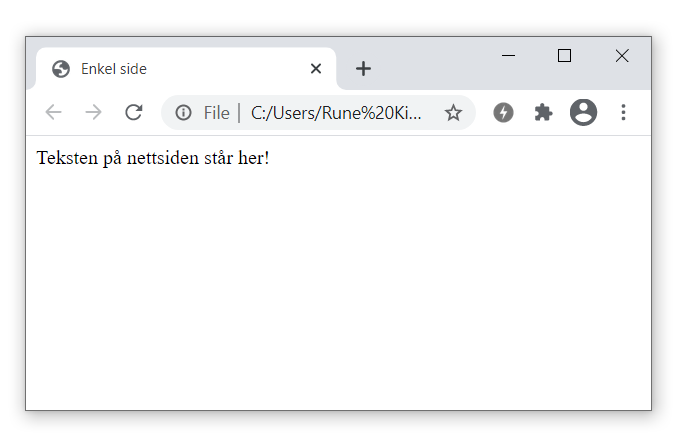 Enkel side
File | C:/Users/Rune%20Ki...
Teksten på nettsiden står her!